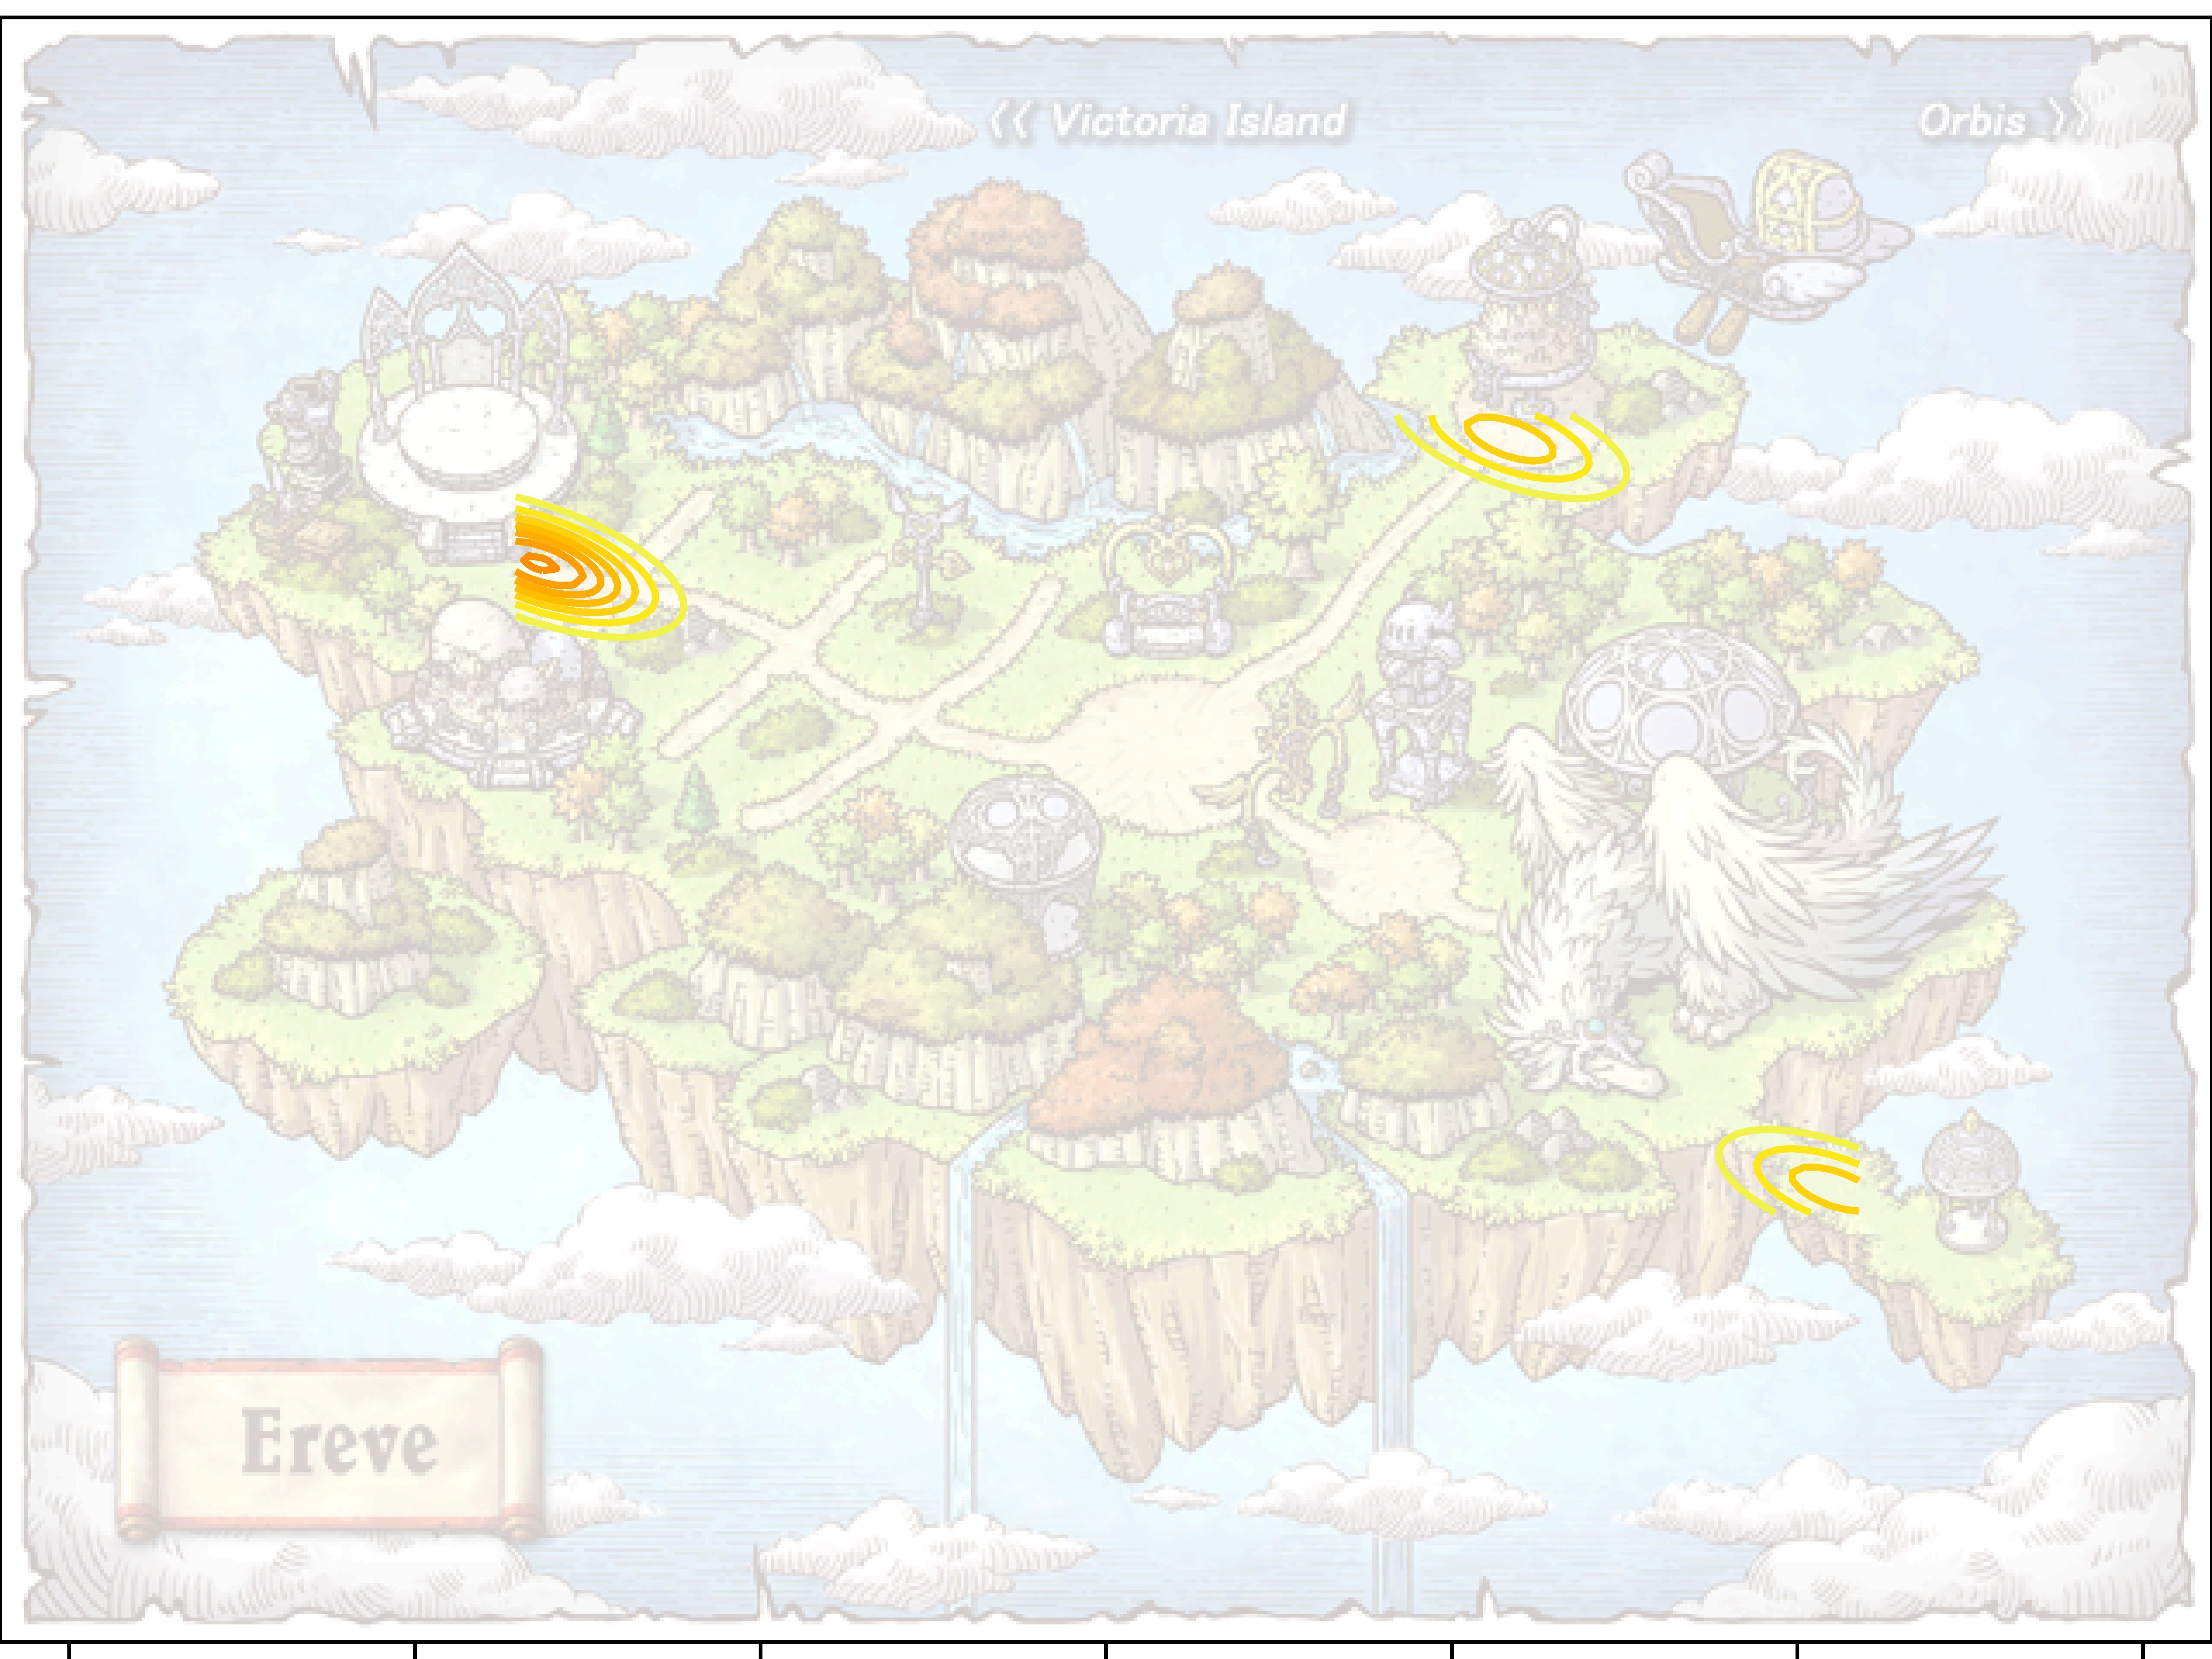 << Victoria Island
Orbis >>
Ereve